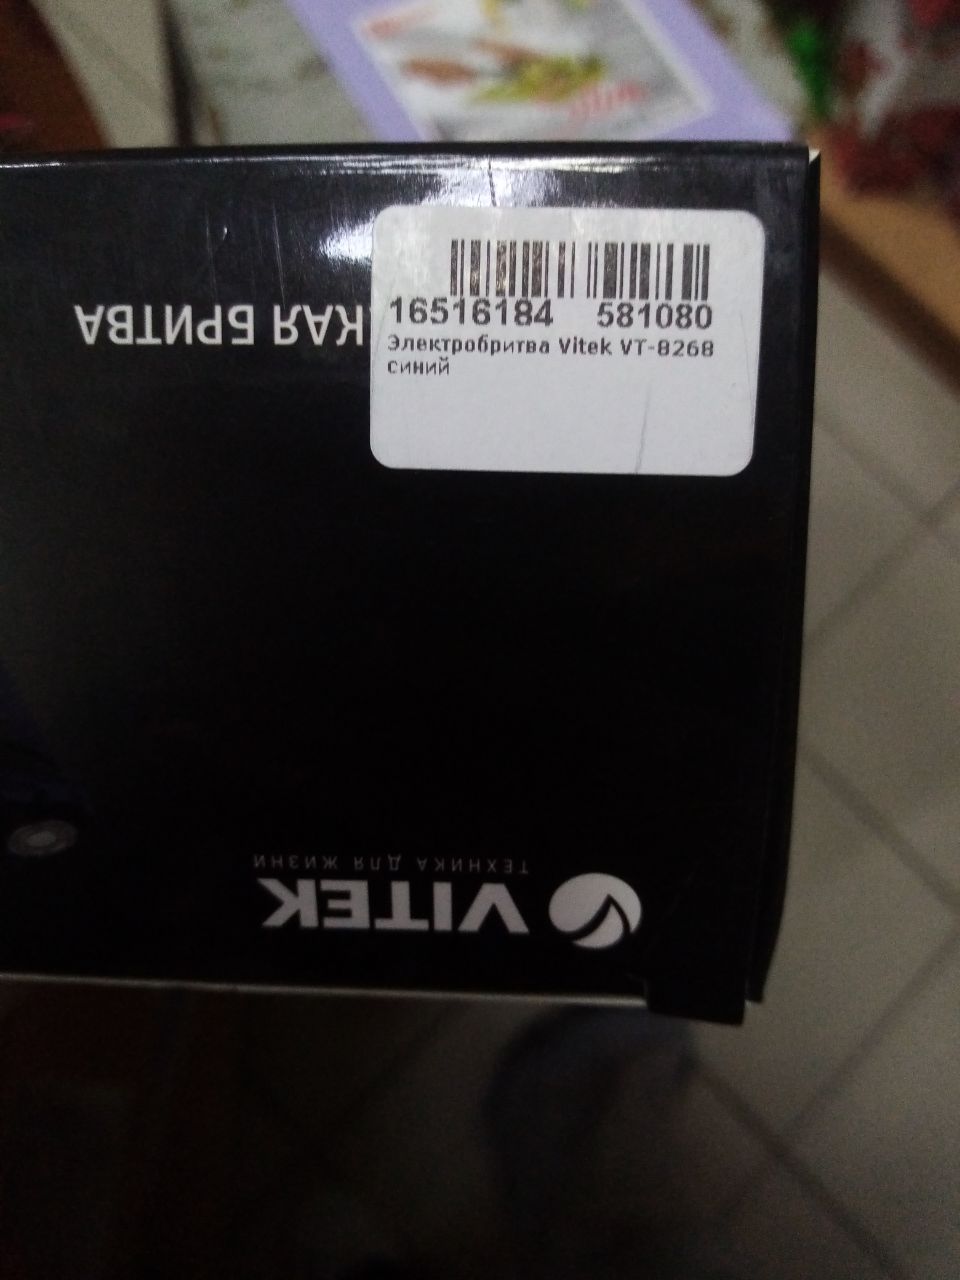 16516184 581080
Электробритва Vitek VT-8268
синий
КАЯ БРИТВА
VITEK
ТЕХНИКА ДЛЯ ЖИЗНИ